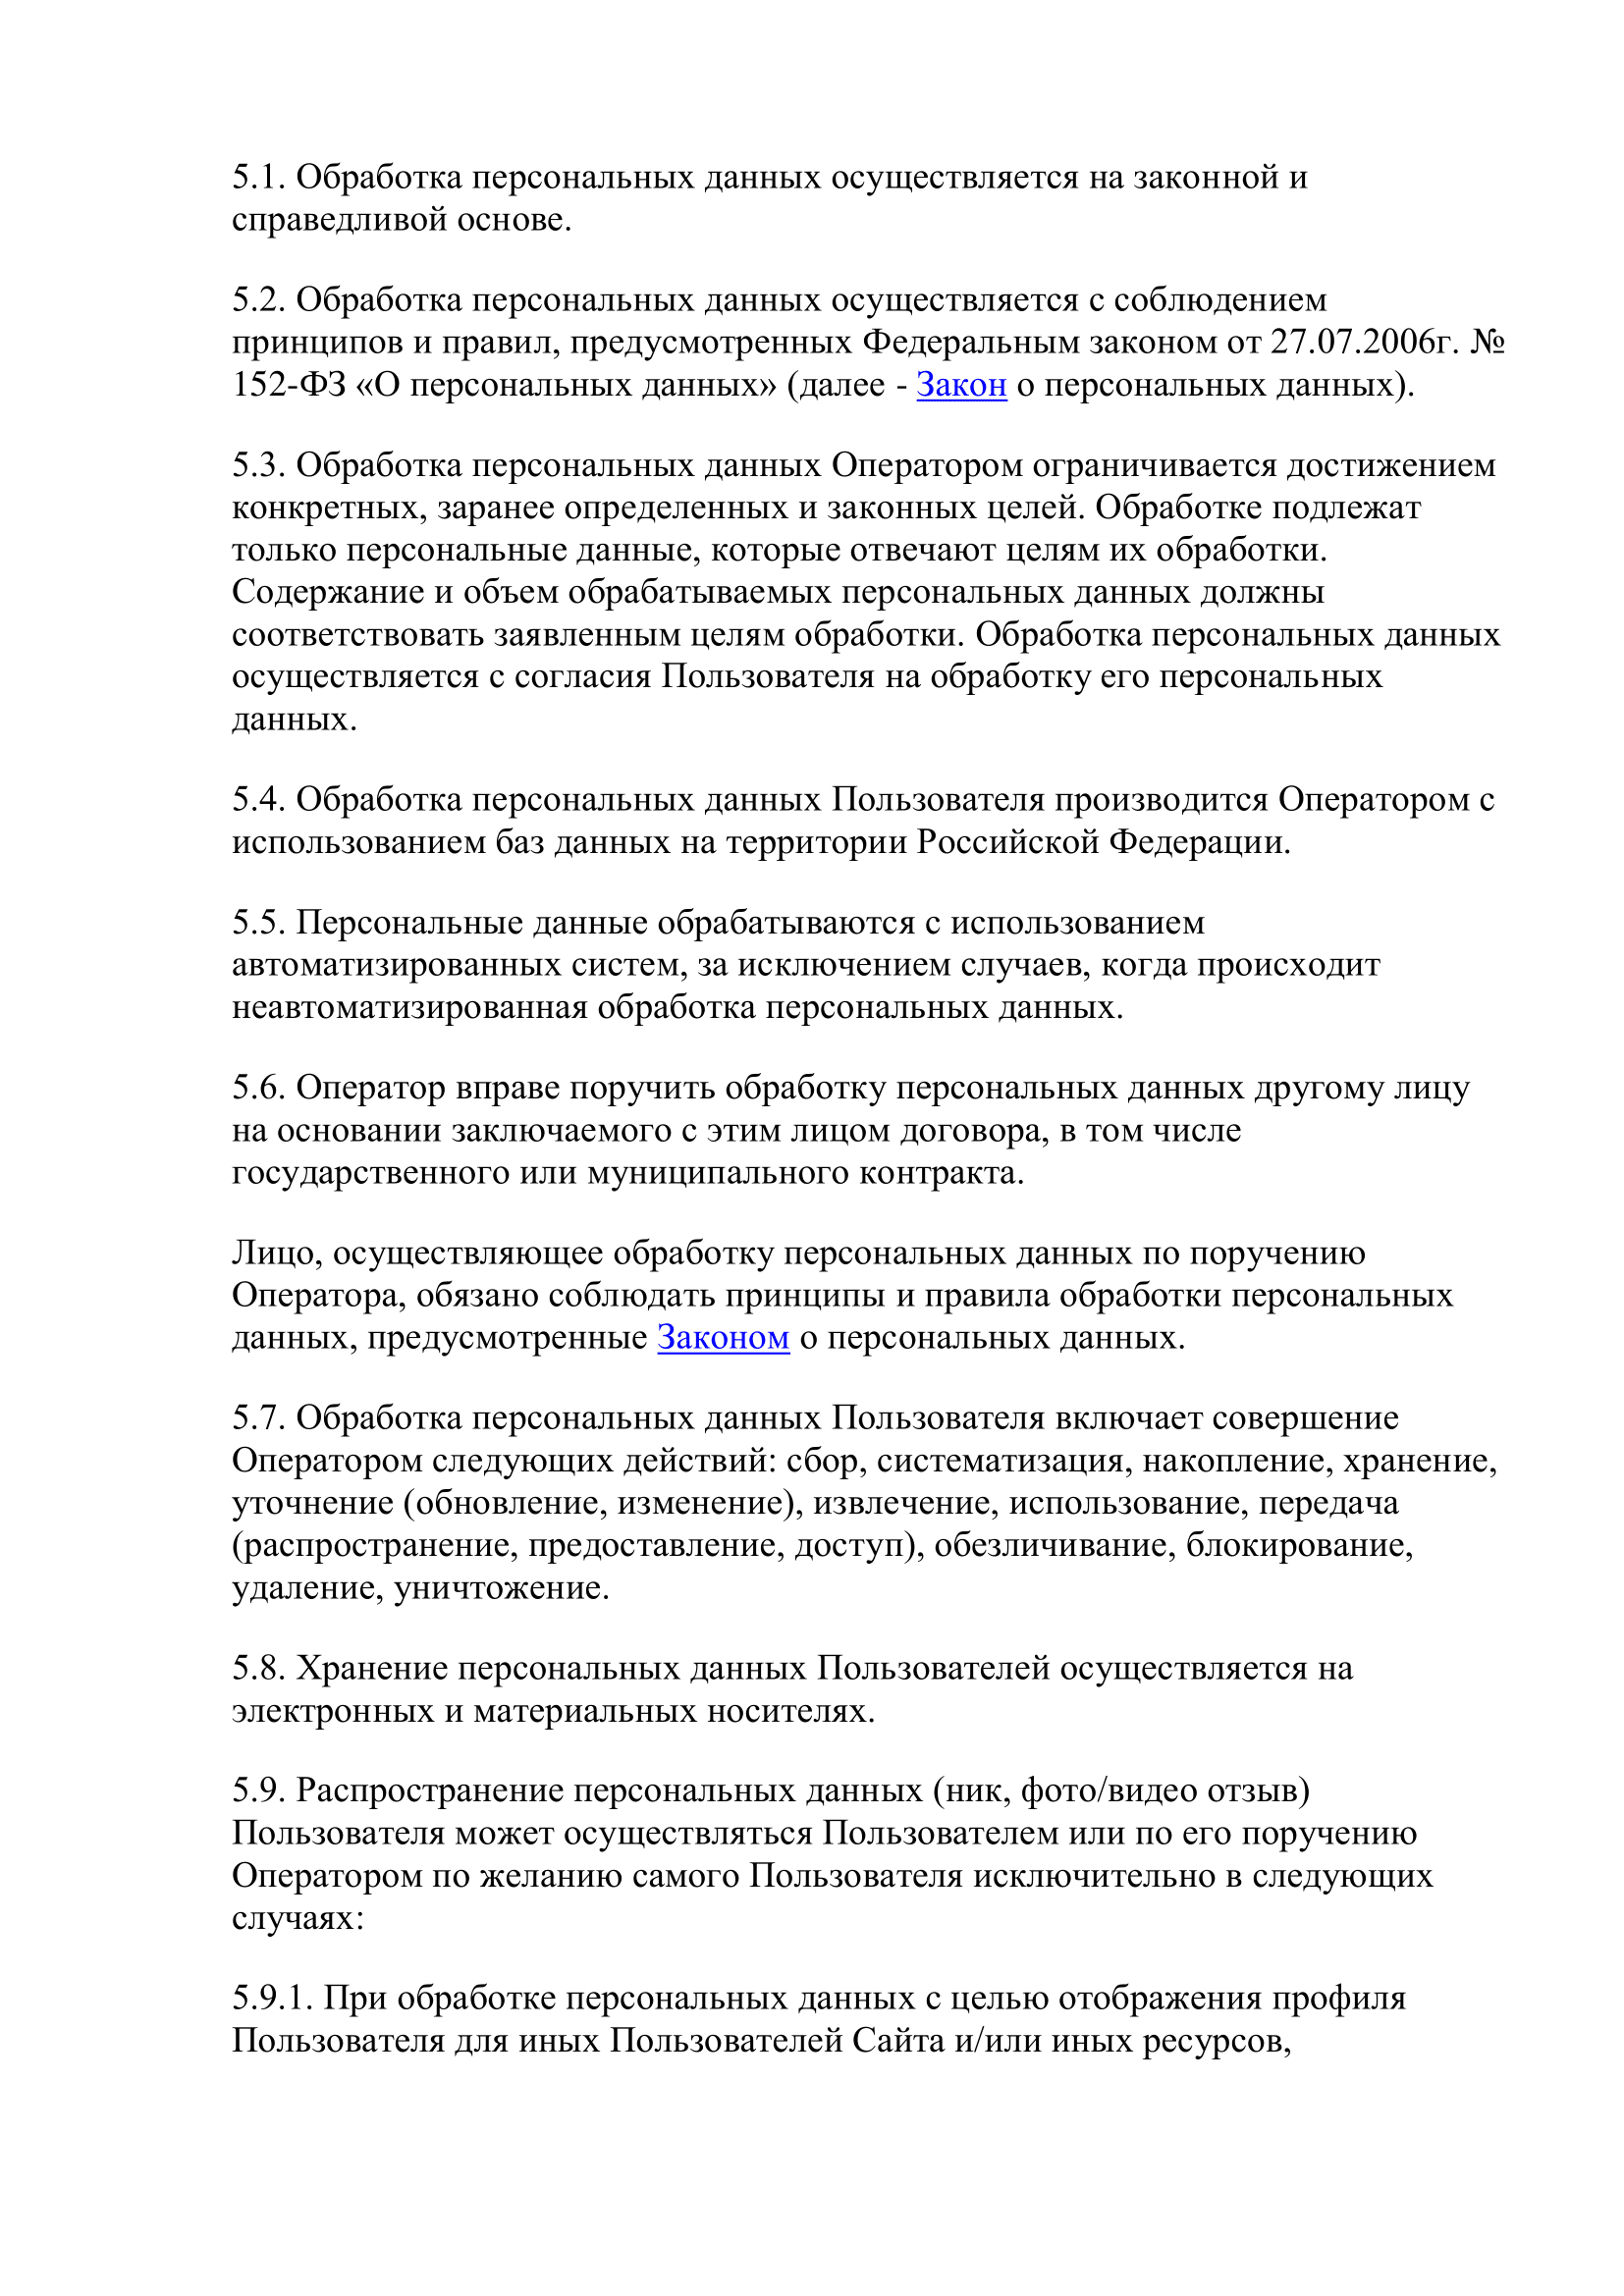 5.1. Обработка персональных данных осуществляется на законной и
справедливой основе.
5.2. Обработка персональных данных осуществляется с соблюдением
принципов и правил, предусмотренных Федеральным законом от 27.07.2006г. №
152-ФЗ «О персональных данных» (далее - Закон о персональных данных).
5.3. Обработка персональных данных Оператором ограничивается достижением
конкретных, заранее определенных и законных целей. Обработке подлежат
только персональные данные, которые отвечают целям их обработки.
Содержание и объем обрабатываемых персональных данных должны
соответствовать заявленным целям обработки. Обработка персональных данных
осуществляется с согласия Пользователя на обработку его персональных
данных.
5.4. Обработка персональных данных Пользователя производится Оператором с
использованием баз данных на территории Российской Федерации.
5.5. Персональные данные обрабатываются с использованием
автоматизированных систем, за исключением случаев, когда происходит
неавтоматизированная обработка персональных данных.
5.6. Оператор вправе поручить обработку персональных данных другому лицу
на основании заключаемого с этим лицом договора, в том числе
государственного или муниципального контракта.
Лицо, осуществляющее обработку персональных данных по поручению
Оператора, обязано соблюдать принципы и правила обработки персональных
данных, предусмотренные Законом о персональных данных.
5.7. Обработка персональных данных Пользователя включает совершение
Оператором следующих действий: сбор, систематизация, накопление, хранение,
уточнение (обновление, изменение), извлечение, использование, передача
(распространение, предоставление, доступ), обезличивание, блокирование,
удаление, уничтожение.
5.8. Хранение персональных данных Пользователей осуществляется на
электронных и материальных носителях.
5.9. Распространение персональных данных (ник, фото/видео отзыв)
Пользователя может осуществляться Пользователем или по его поручению
Оператором по желанию самого Пользователя исключительно в следующих
случаях:
5.9.1. При обработке персональных данных с целью отображения профиля
Пользователя для иных Пользователей Сайта и/или иных ресурсов,